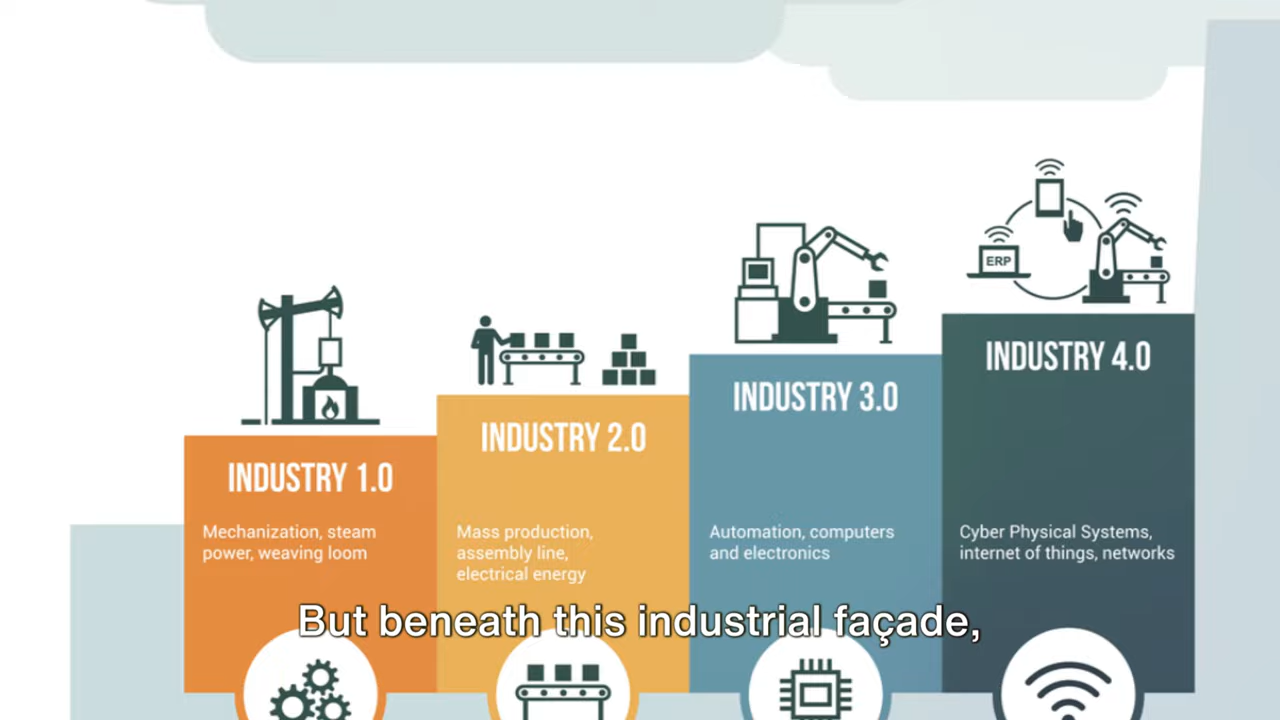 ERP
INDUSTRY 4.0
INDUSTRY 3.0
INDUSTRY 2.0
INDUSTRY 1.0
Mechanization, steam
power, weaving loom
Mass production,
assembly line,
electrical energy
Automation, computers
and electronics
Cyber Physical Systems,
internet of things, networks
But beneath this industrial façade,